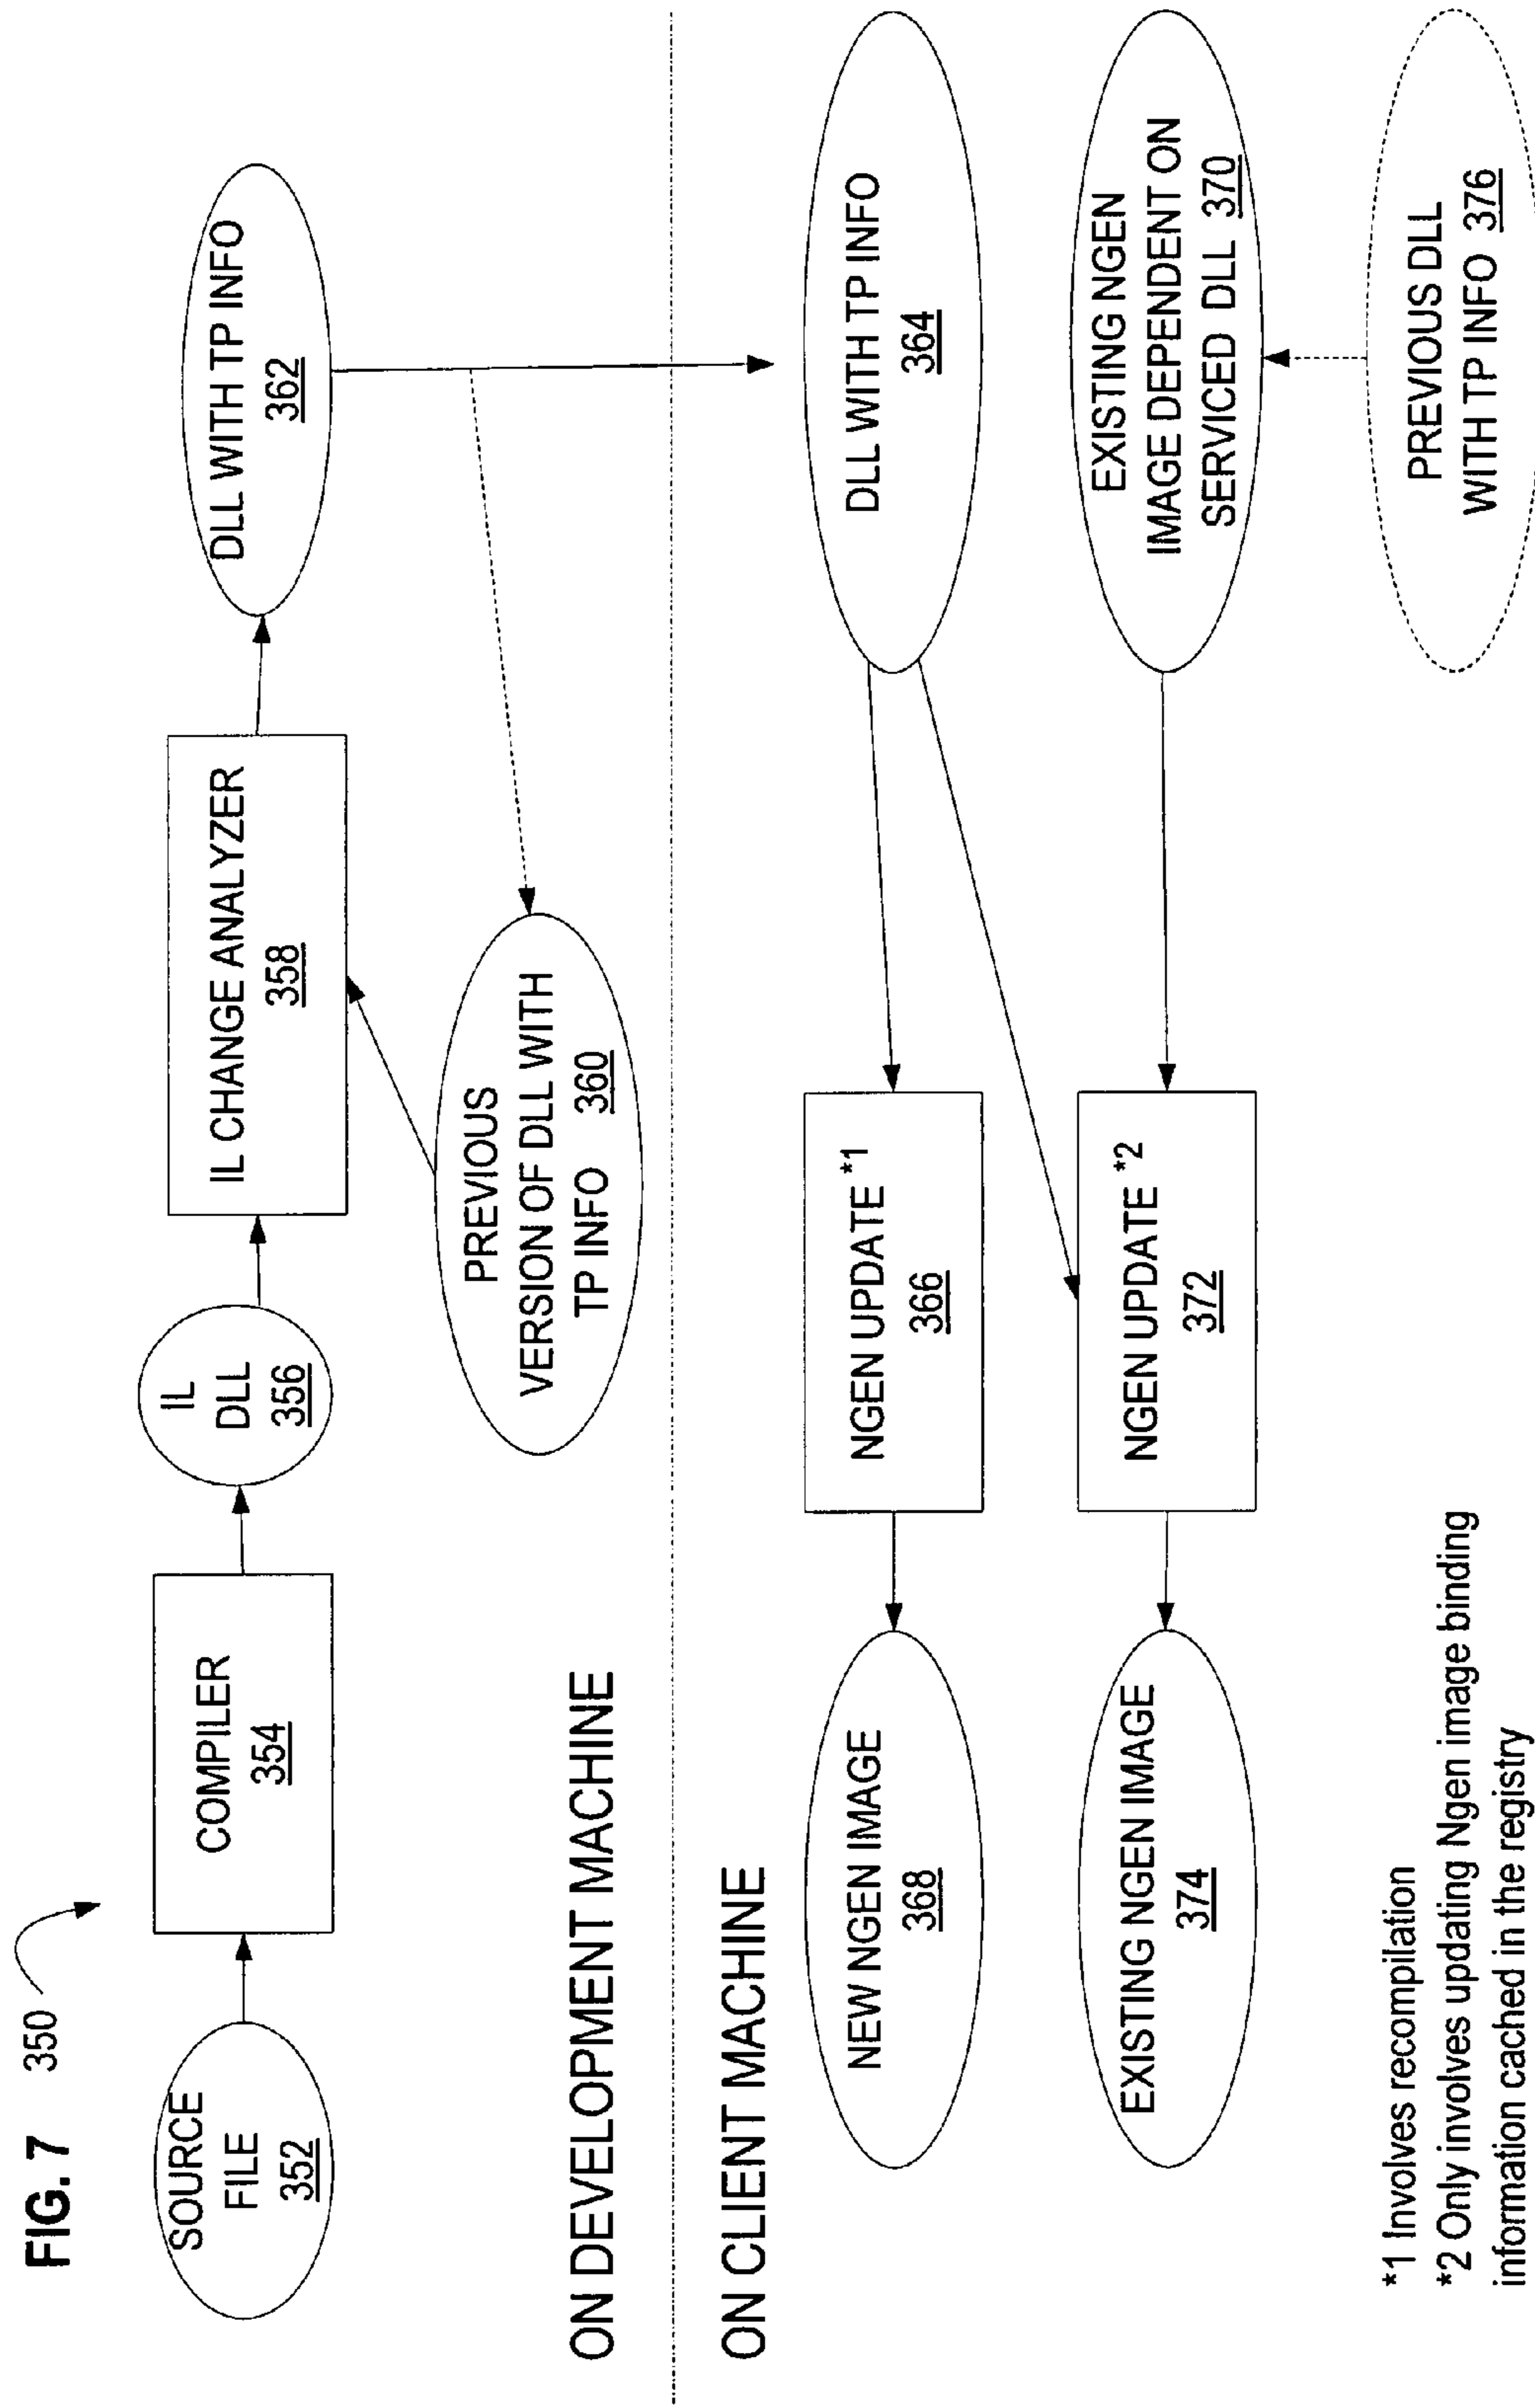 FIG. 7
350
SOURCE
FILE
352
COMPILER
354
IL
DLL
356
IL CHANGE ANALYZER
358
DLL WITH TP INFO
362
PREVIOUS
VERSION OF DLL WITH
TP INFO 360
ON DEVELOPMENT MACHINE
ON CLIENT MACHINE
NEW NGEN IMAGE
368
NGEN UPDATE *1
366
DLL WITH TP INFO
364
EXISTING NGEN IMAGE
374
NGEN UPDATE *2
372
EXISTING NGEN
IMAGE DEPENDENT ON
SERVICED DLL 370
PREVIOUS DLL
WITH TP INFO 376
*1 Involves recompilation
*2 Only involves updating Ngen image binding
information cached in the registry